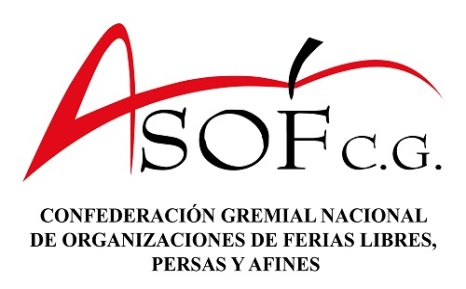 ASOF C.G.
CONFEDERACIÓN GREMIAL NACIONAL
DE ORGANIZACIONES DE FERIAS LIBRES,
PERSAS Y AFINES